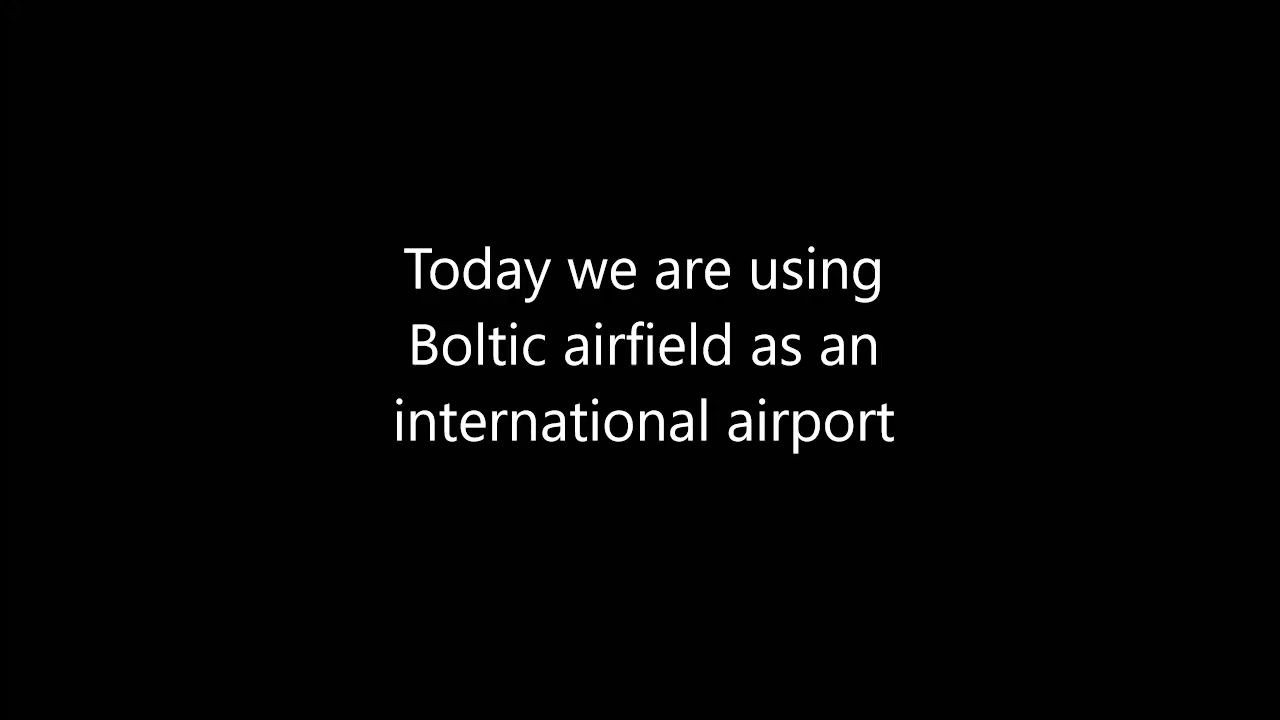 Today we are using
Boltic airfield as an
international airport